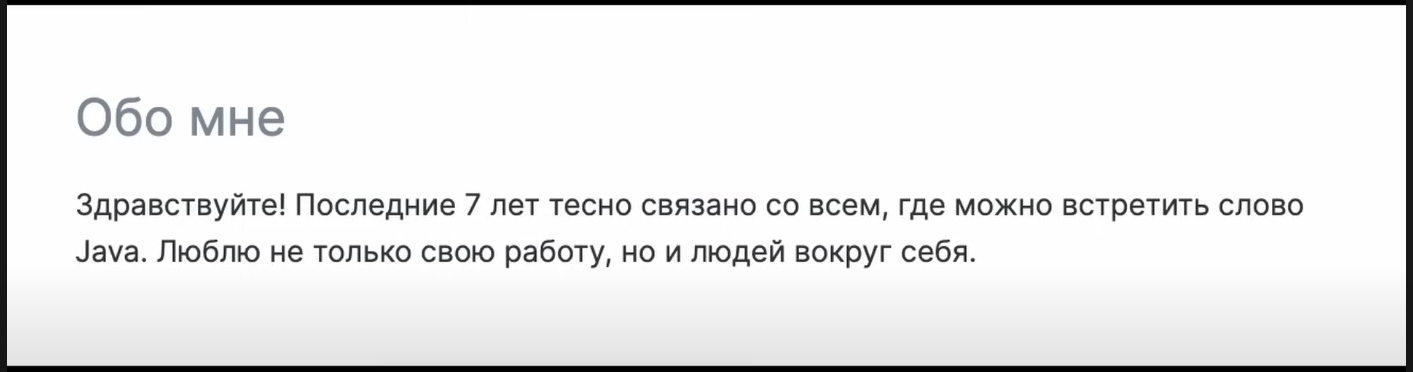 Обо мне
Здравствуйте! Последние 7 лет тесно связано со всем, где можно встретить слово
Java. Люблю не только свою работу, но и людей вокруг себя.